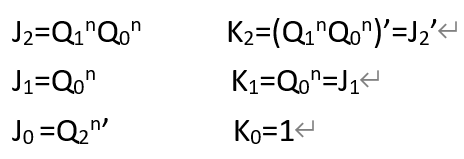 J₂=Q₁ⁿQ₀ⁿ K₂=(Q₁ⁿQ₀ⁿ)’=J₂’↵
J₁=Q₀ⁿ K₁=Q₀ⁿ=J₁↵
J₀ =Q₂ⁿ’ K₀=1↵